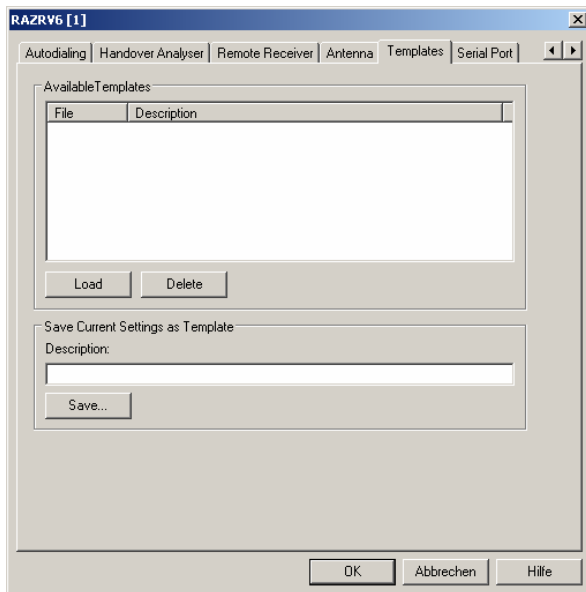 RAZRV6 [1]
Autodialing Handover Analyser Remote Receiver Antenna Templates Serial Port
AvailableTemplates
File Description
Load Delete
Save Current Settings as Template
Description:
Save...
OK Abbrechen Hilfe